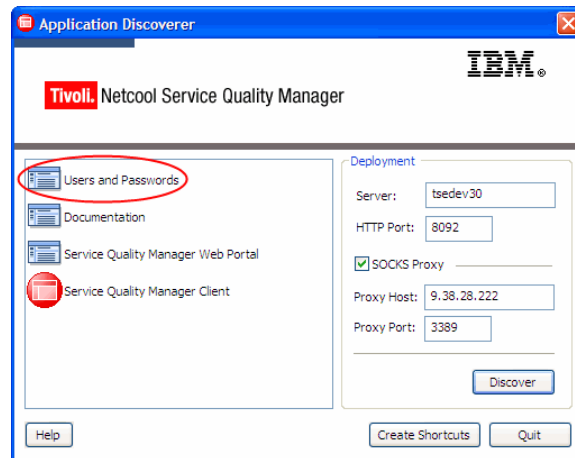 Application Discoverer
IBM®
Tivoli. Netcool Service Quality Manager
Users and Passwords
Documentation
Service Quality Manager Web Portal
Service Quality Manager Client
Deployment
Server: tsedev30
HTTP Port: 8092
SOCKS Proxy
Proxy Host: 9.38.28.222
Proxy Port: 3389
Discover
Help
Create Shortcuts
Quit